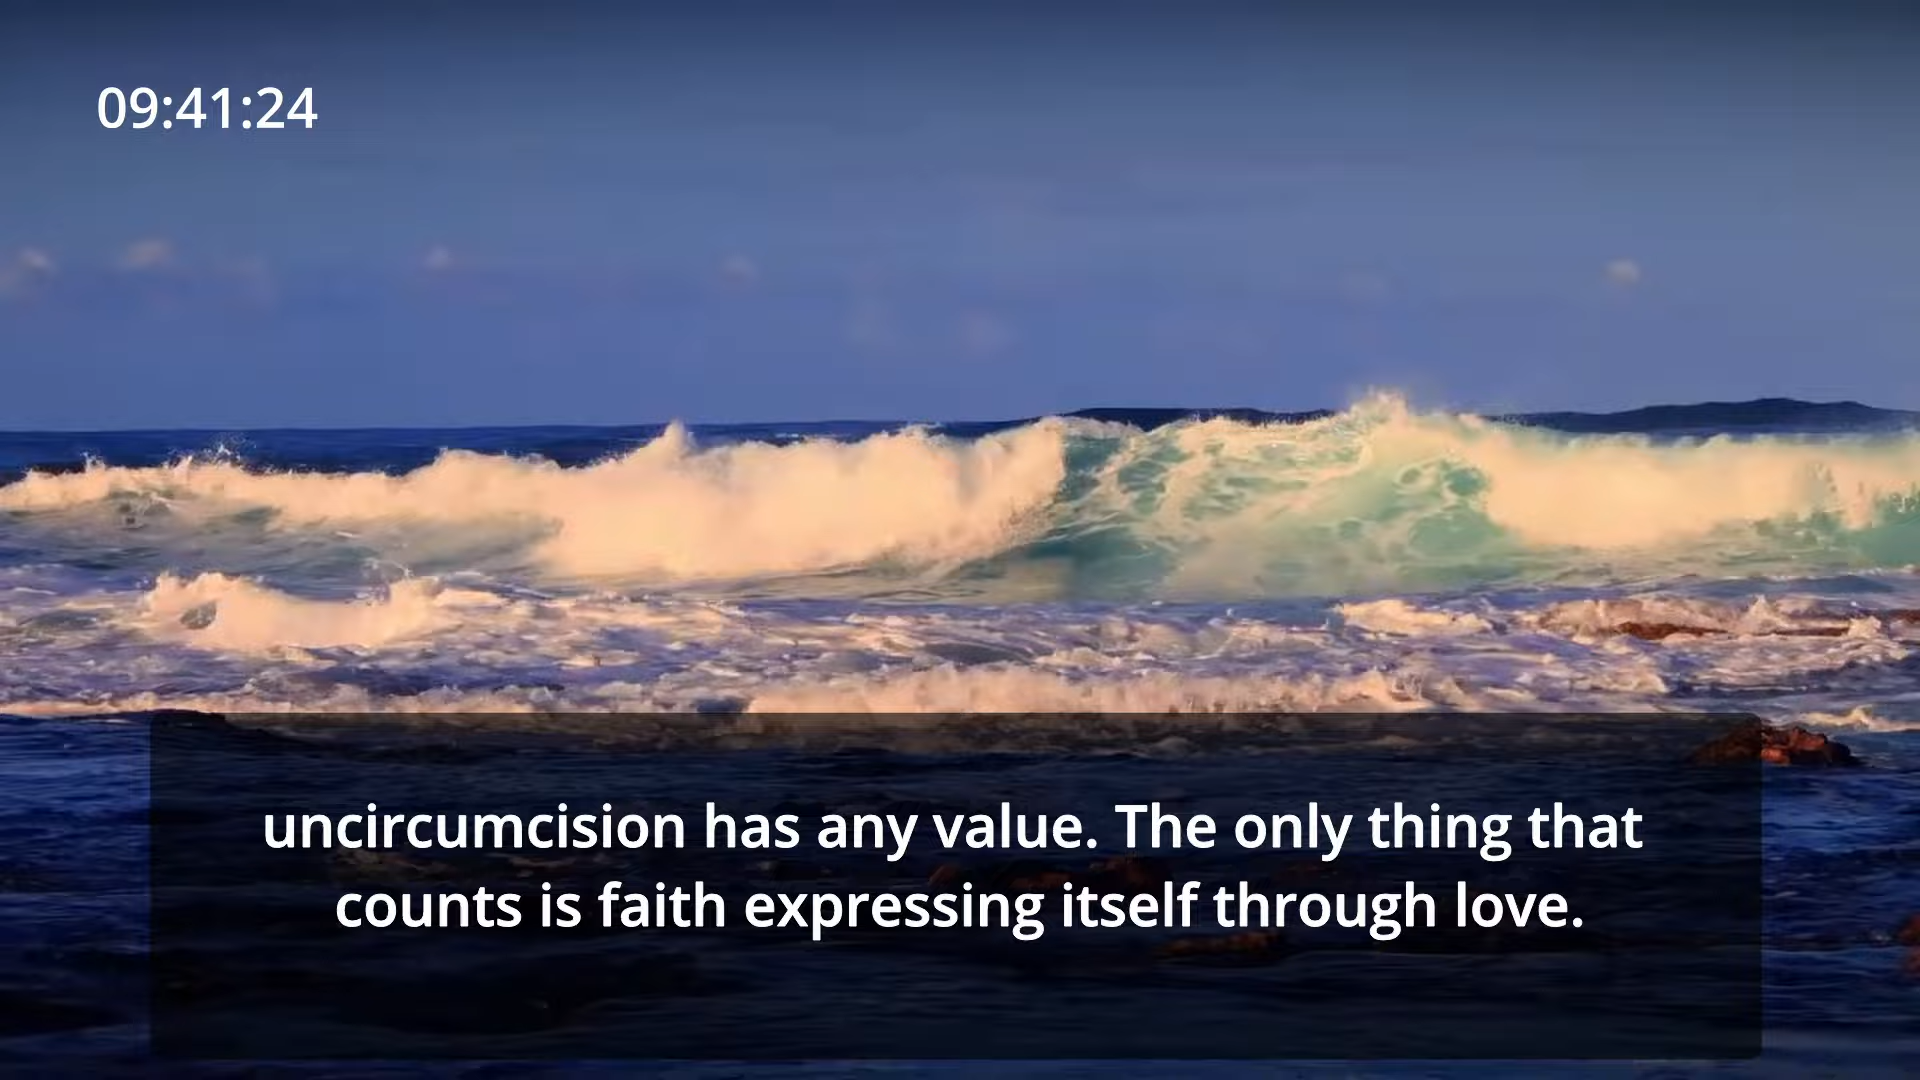 09:41:24
uncircumcision has any value. The only thing that
counts is faith expressing itself through love.